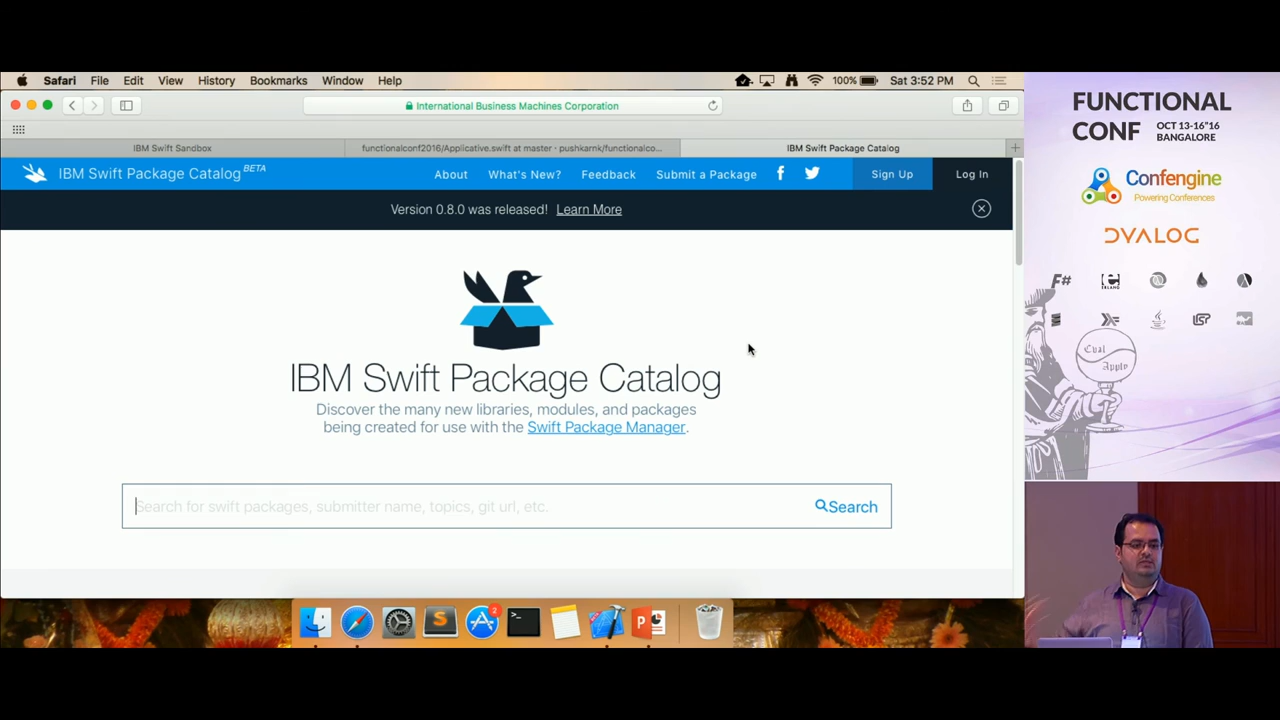 Safari File Edit View History Bookmarks Window Help
100% Sat 3:52 PM
International Business Machines Corporation
IBM Swift Sandbox
functionalconf2016/Applicative.swift at master · pushkarnk/functionalco...
IBM Swift Package Catalog
IBM Swift Package Catalog BETA
About What's New? Feedback Submit a Package Sign Up Log In
Version 0.8.0 was released! Learn More
IBM Swift Package Catalog
Discover the many new libraries, modules, and packages
being created for use with the Swift Package Manager.
Search for swift packages, submitter name, topics, git url, etc.
Search
2
FUNCTIONAL
CONF
OCT 13-16"16
BANGALORE
Confengine
Powering Conferences
DYALOG
F#
ERLANG
LISP
Eval
Apply